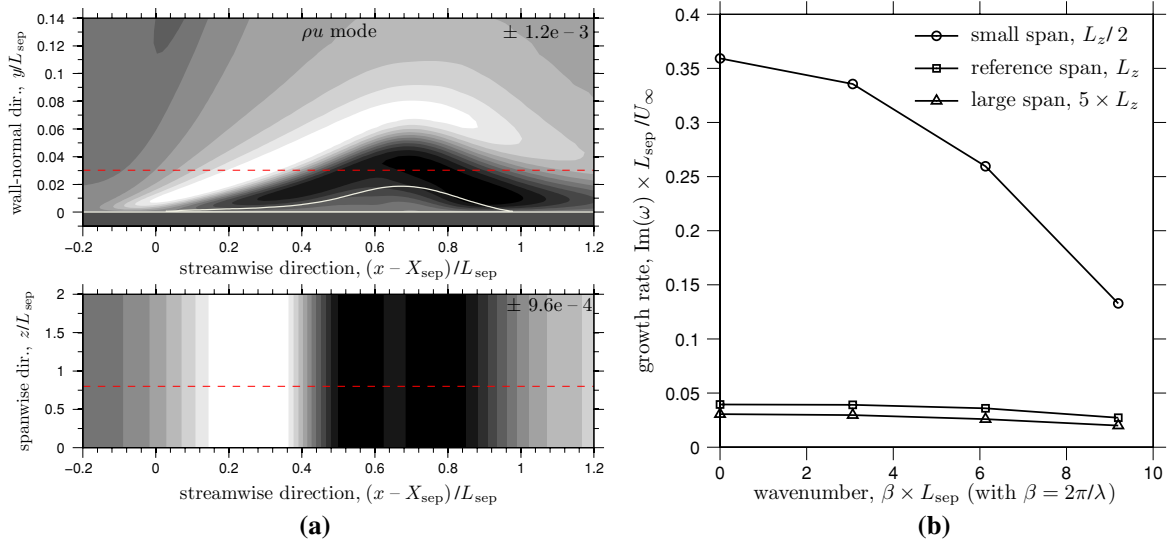 ρu mode
± 1.2e – 3
0.14
0.12
0.1
0.08
0.06
0.04
0.02
0
wall-normal dir., y/L_sep
−0.2 0 0.2 0.4 0.6 0.8 1 1.2
streamwise direction, (x – X_sep)/L_sep
± 9.6e – 4
2
1.5
1
0.5
0
spanwise dir., z/L_sep
−0.2 0 0.2 0.4 0.6 0.8 1 1.2
streamwise direction, (x – X_sep)/L_sep
(a)
0.4
0.35
0.3
0.25
0.2
0.15
0.1
0.05
0
growth rate, Im(ω) × L_sep /U_∞
small span, L_z/ 2
reference span, L_z
large span, 5 × L_z
0 2 4 6 8 10
wavenumber, β × L_sep (with β = 2π/λ)
(b)